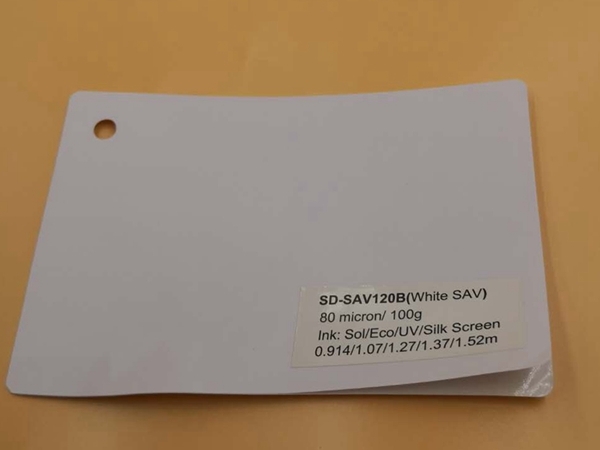 SD-SAV120B(White SAV)
80 micron/ 100g
Ink: Sol/Eco/UV/Silk Screen
0.914/1.07/1.27/1.37/1.52m